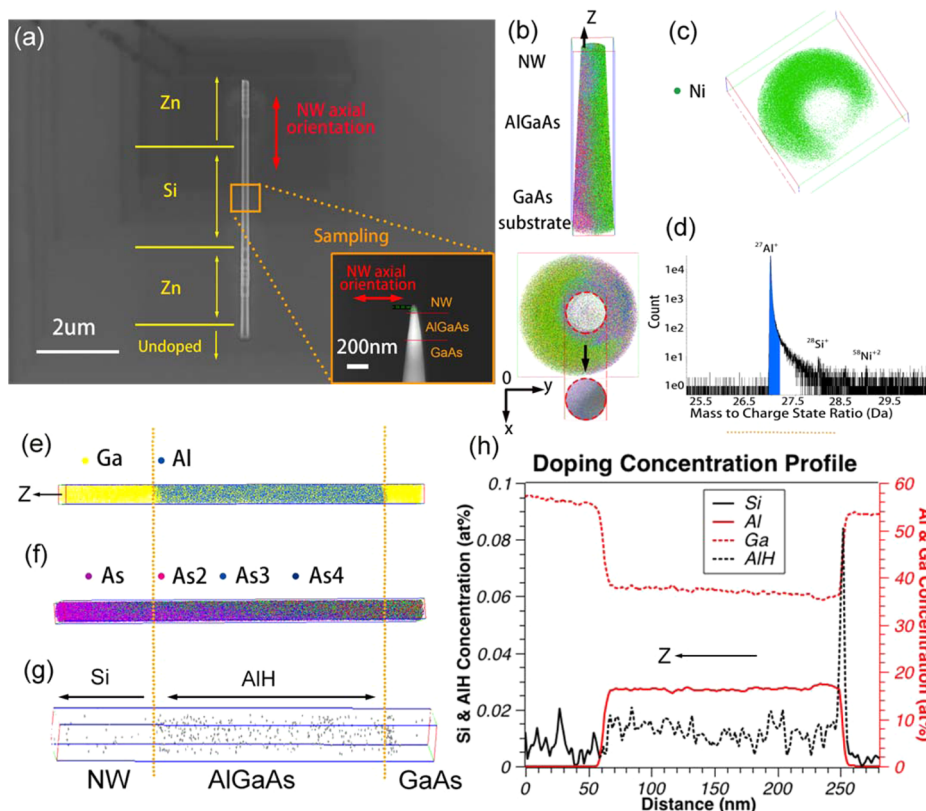 (a)
Zn
Si
Zn
Undoped
2um
NW axial
orientation
Sampling
NW axial
orientation
NW
AlGaAs
GaAs
200nm
(b)
Z
NW
AlGaAs
GaAs
substrate
0
y
x
(c)
Ni
(d)
27Al+
28Si+
58Ni+2
Count
1e4
1e3
1e2
1e1
1e0
25.5 26.5 27.5 28.5 29.5
Mass to Charge State Ratio (Da)
(e)
Ga Al
Z
(f)
As As2 As3 As4
(g)
Si AlH
NW AlGaAs GaAs
(h)
Doping Concentration Profile
Si & AlH Concentration (at%)
0.1
0.08
0.06
0.04
0.02
0
Si
Al
Ga
AlH
Z
60
50
40
30
20
10
0
Al & Ga Concentration (at%)
0 50 100 150 200 250
Distance (nm)